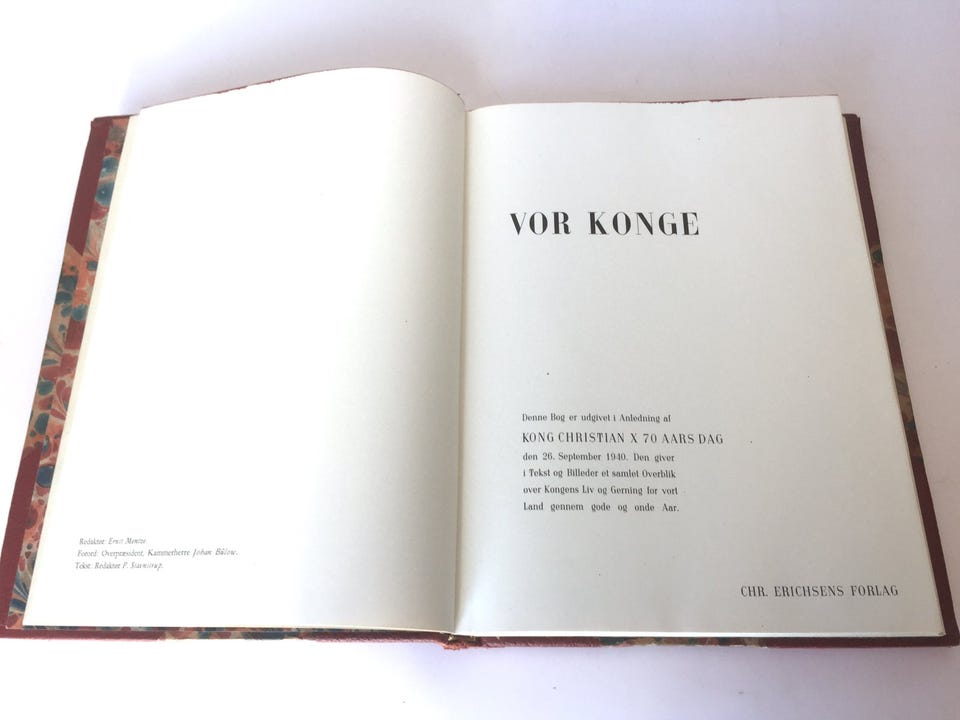 Redaktør: Ernst Mentze.
Forord: Overpræsident, Kammerherre Johan Bülow.
Tekst: Redaktør P. Stavnstrup.
VOR KONGE
Denne Bog er udgivet i Anledning af
KONG CHRISTIAN X 70 AARS DAG
den 26. September 1940. Den giver
i Tekst og Billeder et samlet Overblik
over Kongens Liv og Gerning for vort
Land gennem gode og onde Aar.
CHR. ERICHSENS FORLAG